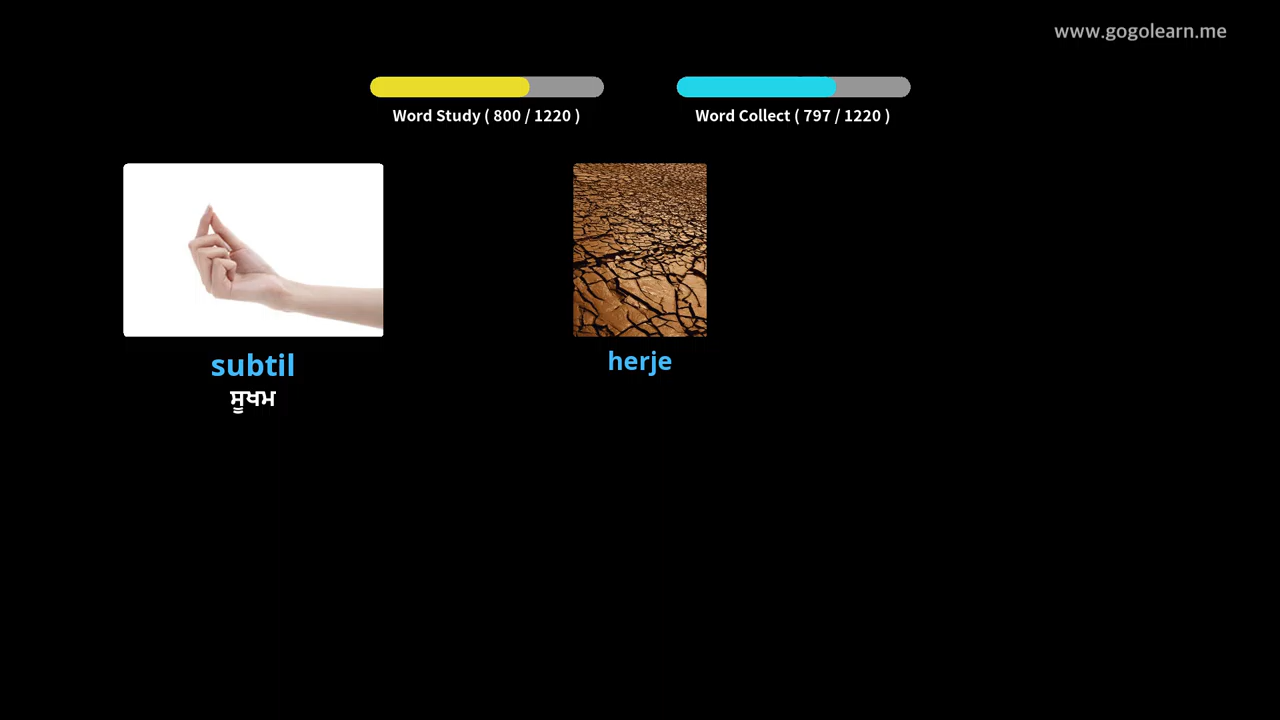 www.gogolearn.me
Word Study ( 800 / 1220 )
Word Collect ( 797 / 1220 )
subtil
ਸੂਖਮ
herje